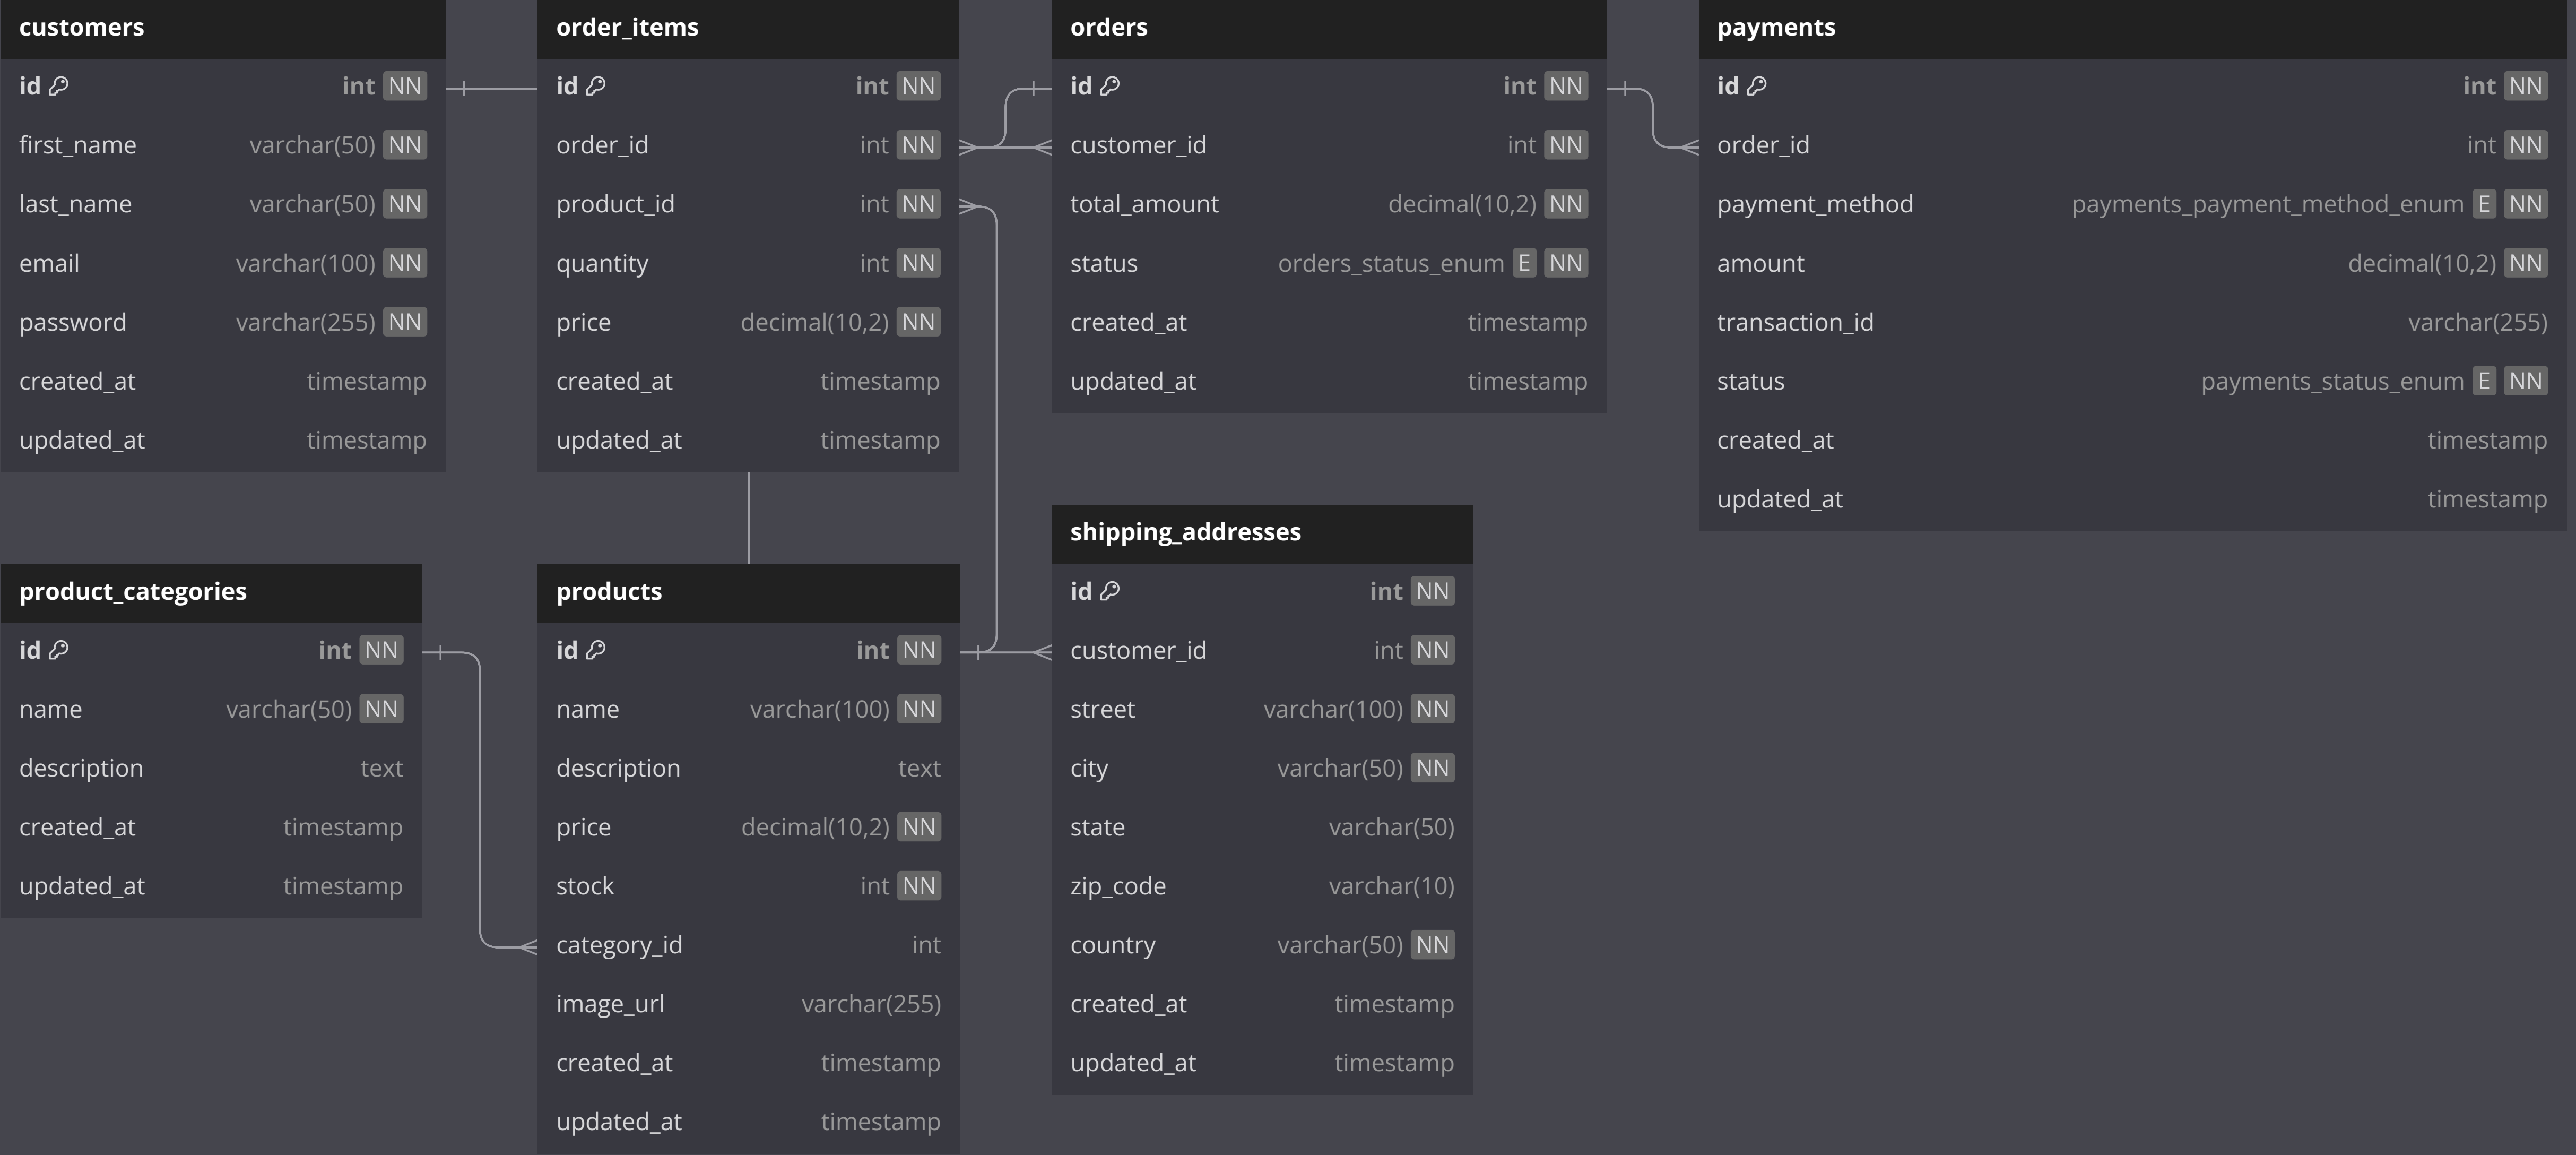 customers
id int NN
first_name varchar(50) NN
last_name varchar(50) NN
email varchar(100) NN
password varchar(255) NN
created_at timestamp
updated_at timestamp
order_items
id int NN
order_id int NN
product_id int NN
quantity int NN
price decimal(10,2) NN
created_at timestamp
updated_at timestamp
orders
id int NN
customer_id int NN
total_amount decimal(10,2) NN
status orders_status_enum E NN
created_at timestamp
updated_at timestamp
payments
id int NN
order_id int NN
payment_method payments_payment_method_enum E NN
amount decimal(10,2) NN
transaction_id varchar(255)
status payments_status_enum E NN
created_at timestamp
updated_at timestamp
product_categories
id int NN
name varchar(50) NN
description text
created_at timestamp
updated_at timestamp
products
id int NN
name varchar(100) NN
description text
price decimal(10,2) NN
stock int NN
category_id int
image_url varchar(255)
created_at timestamp
updated_at timestamp
shipping_addresses
id int NN
customer_id int NN
street varchar(100) NN
city varchar(50) NN
state varchar(50)
zip_code varchar(10)
country varchar(50) NN
created_at timestamp
updated_at timestamp